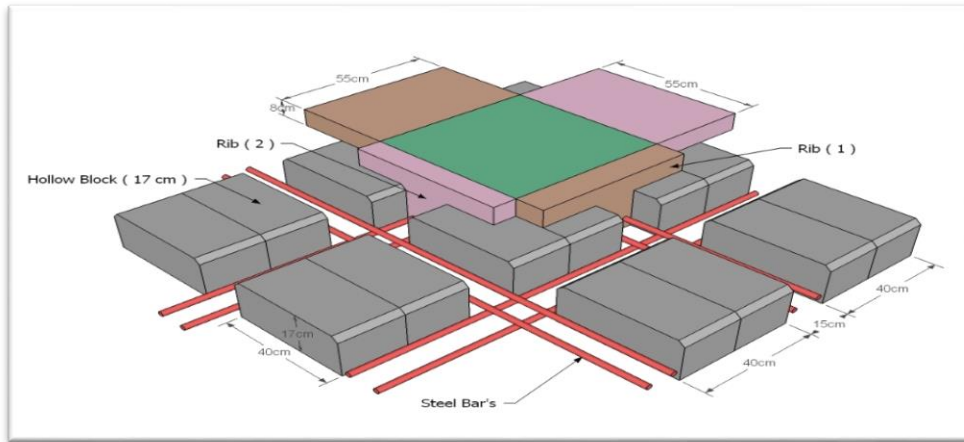 55cm
55cm
8cm
Rib ( 2 )
Rib ( 1 )
Hollow Block ( 17 cm )
40cm
17cm
15cm
40cm
40cm
Steel Bar's